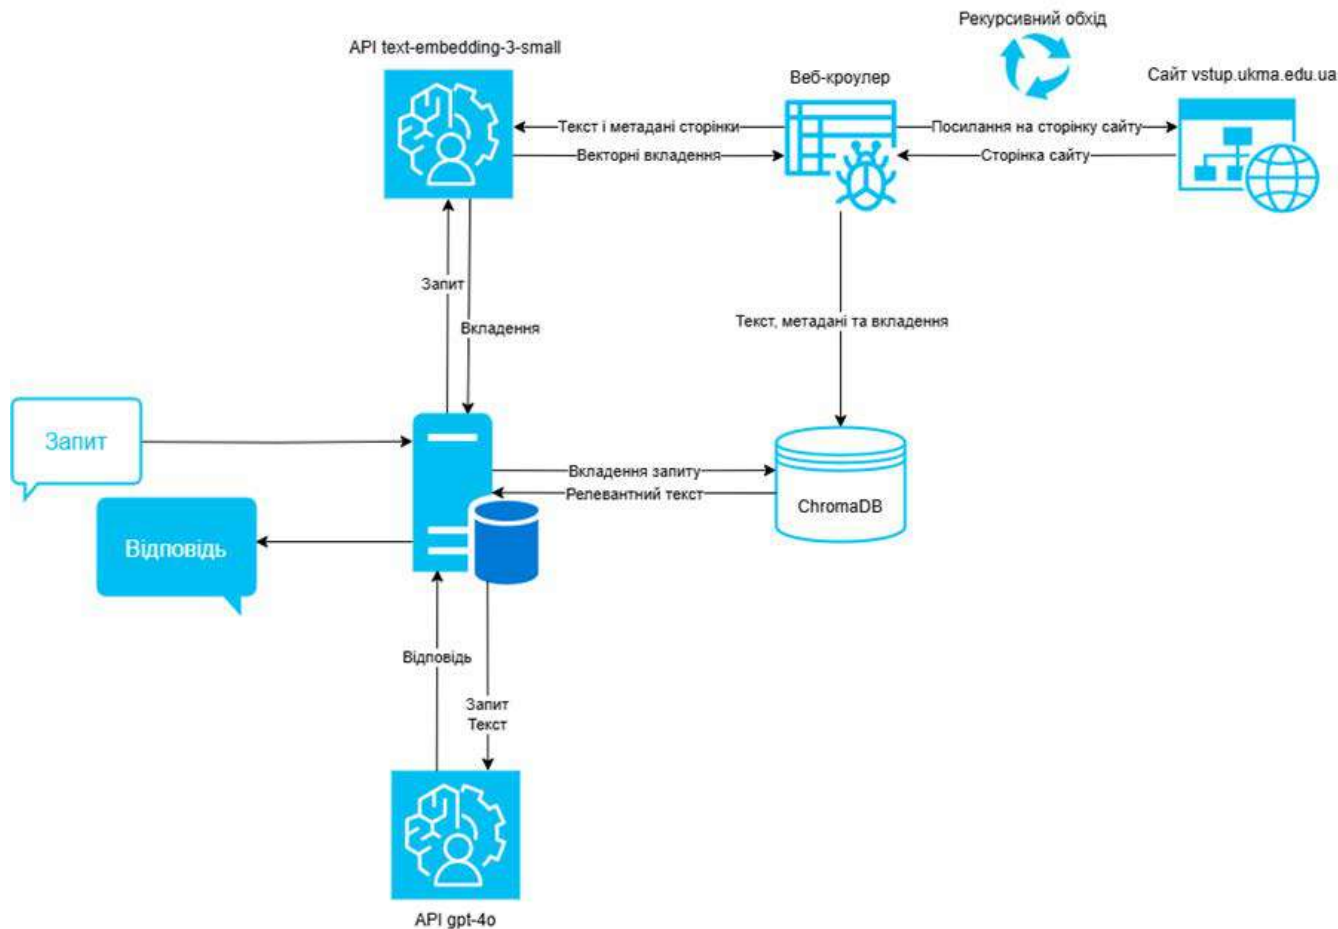 Рекурсивний обхід
API text-embedding-3-small
Веб-кроулер
Сайт vstup.ukma.edu.ua
Текст і метадані сторінки
Посилання на сторінку сайту
Векторні вкладення
Сторінка сайту
Запит
Вкладення
Текст, метадані та вкладення
Запит
Вкладення запиту
Релевантний текст
ChromaDB
Відповідь
Відповідь
Запит
Текст
API gpt-4o